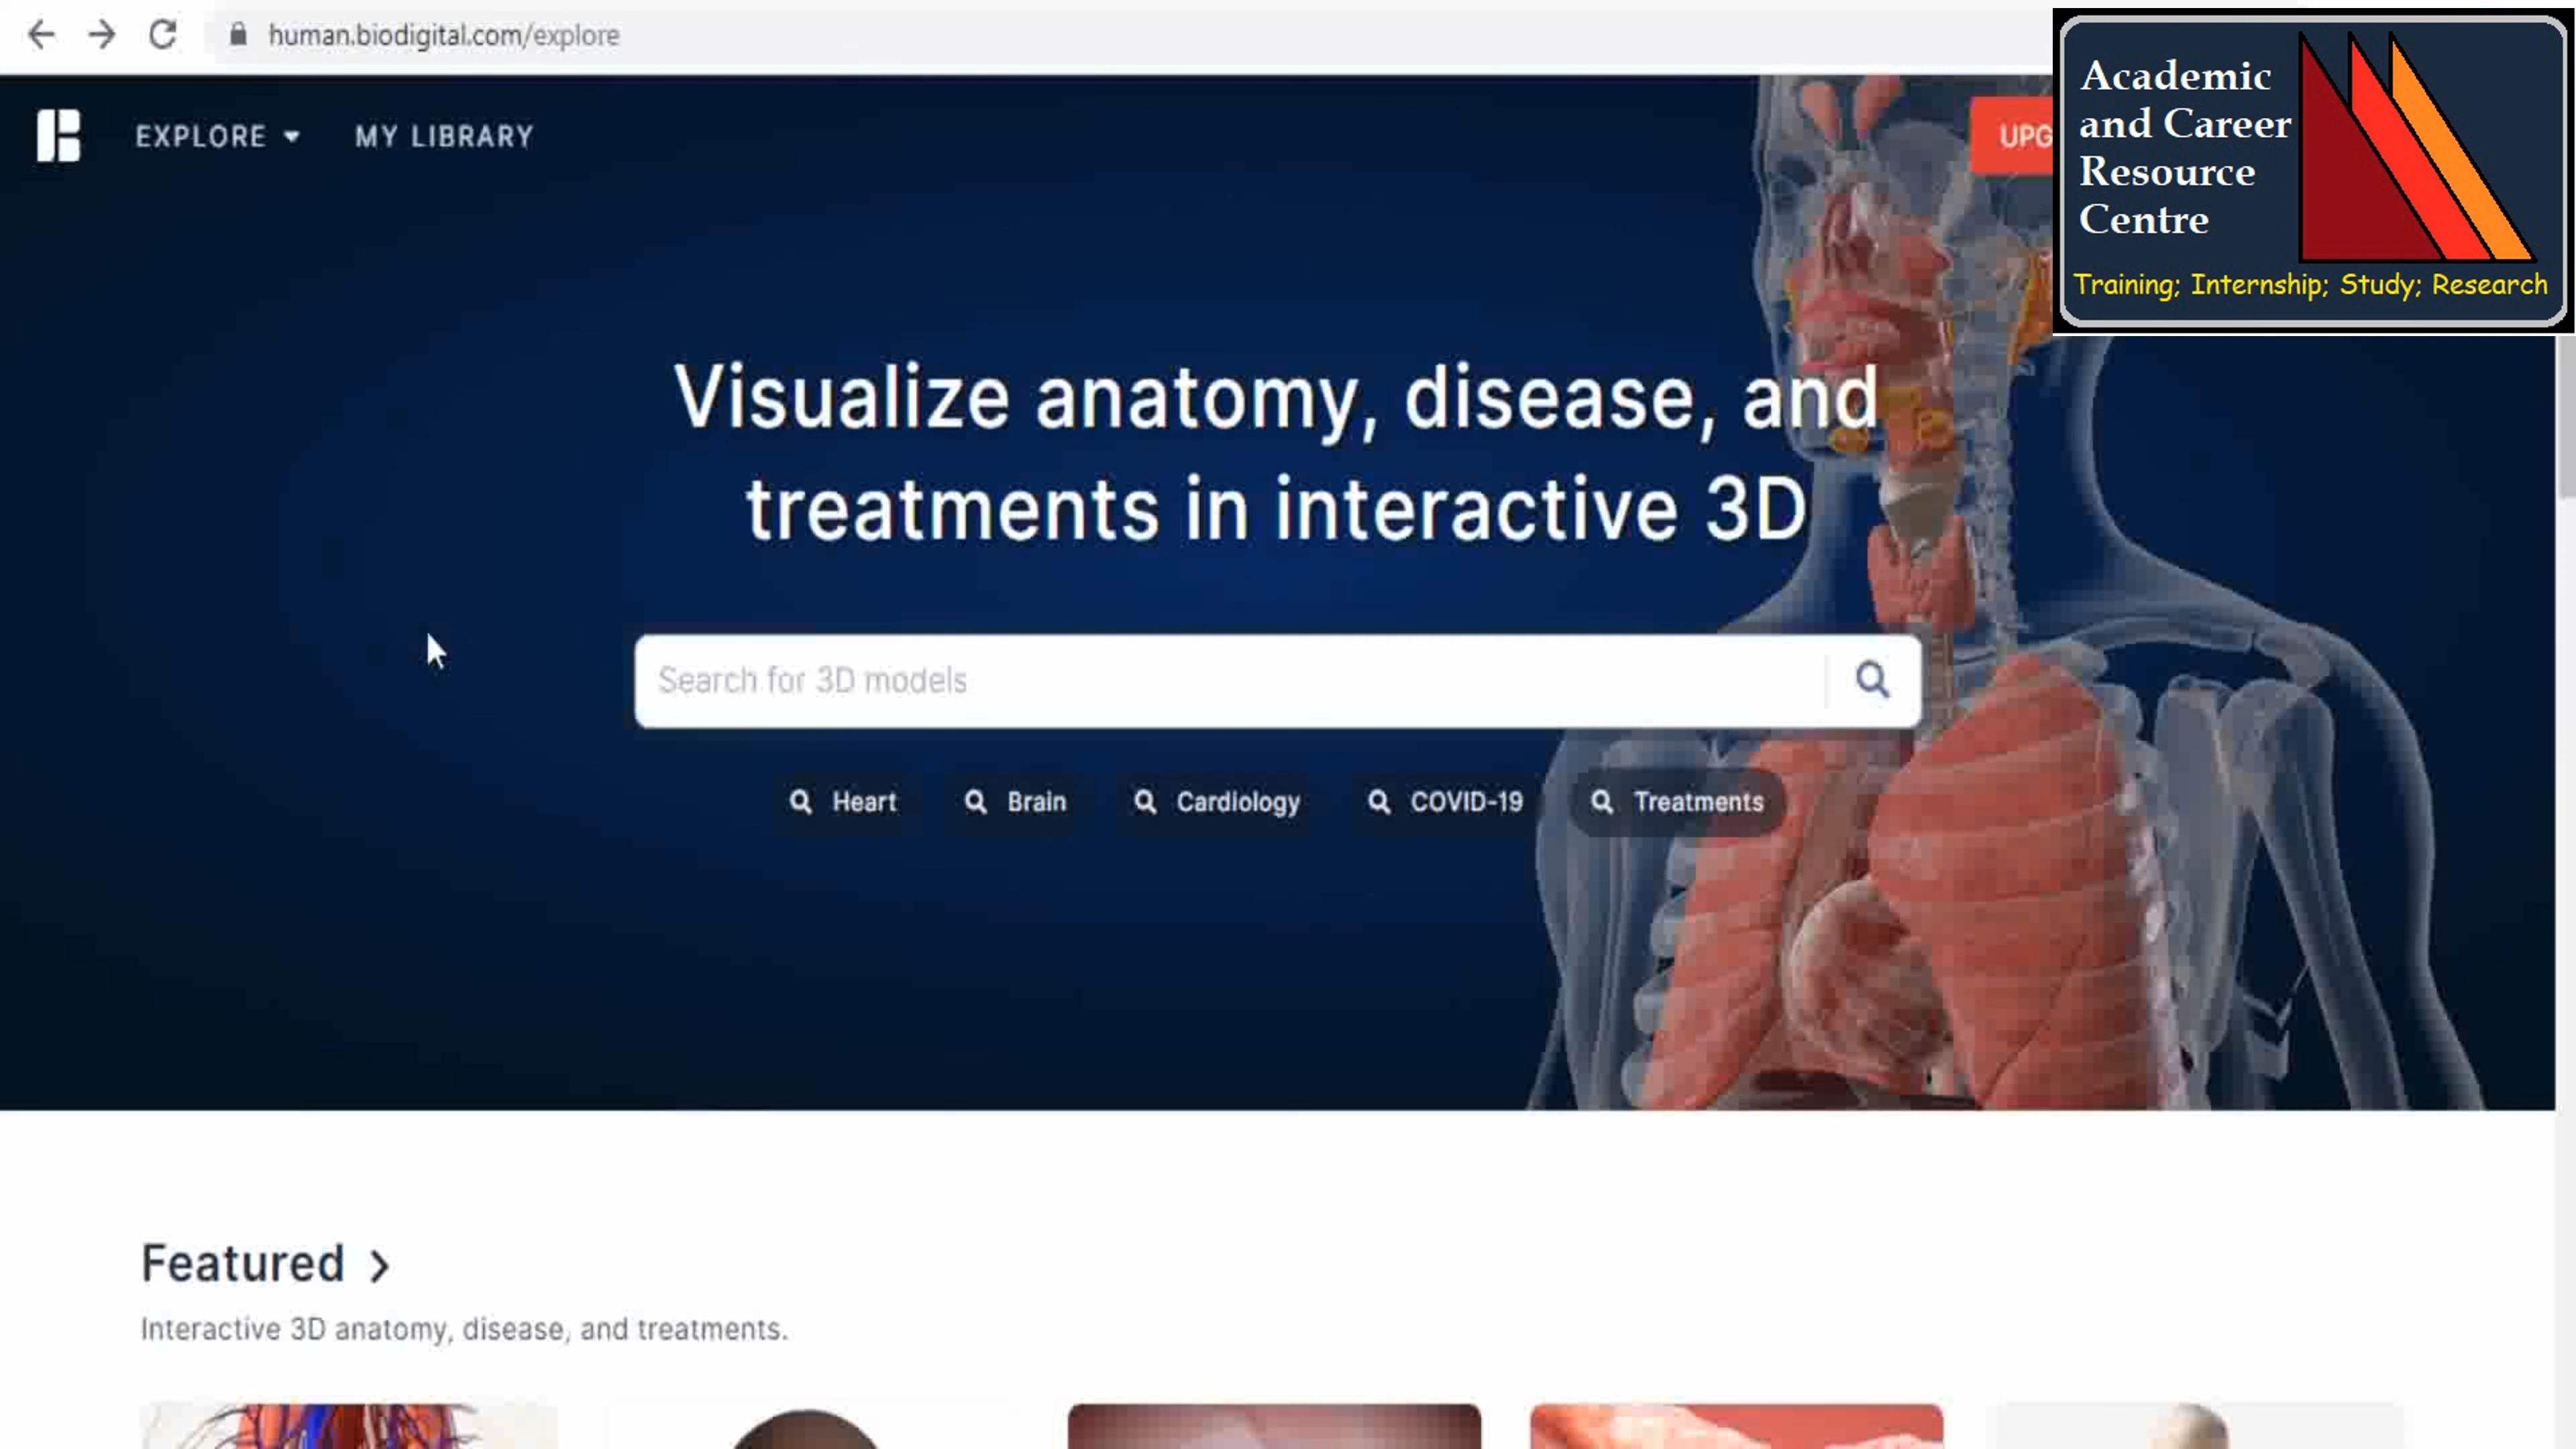 human.biodigital.com/explore
EXPLORE
MY LIBRARY
UPG
Academic
and Career
Resource
Centre
Training; Internship; Study; Research
Visualize anatomy, disease, and
treatments in interactive 3D
Search for 3D models
Heart
Brain
Cardiology
COVID-19
Treatments
Featured
Interactive 3D anatomy, disease, and treatments.